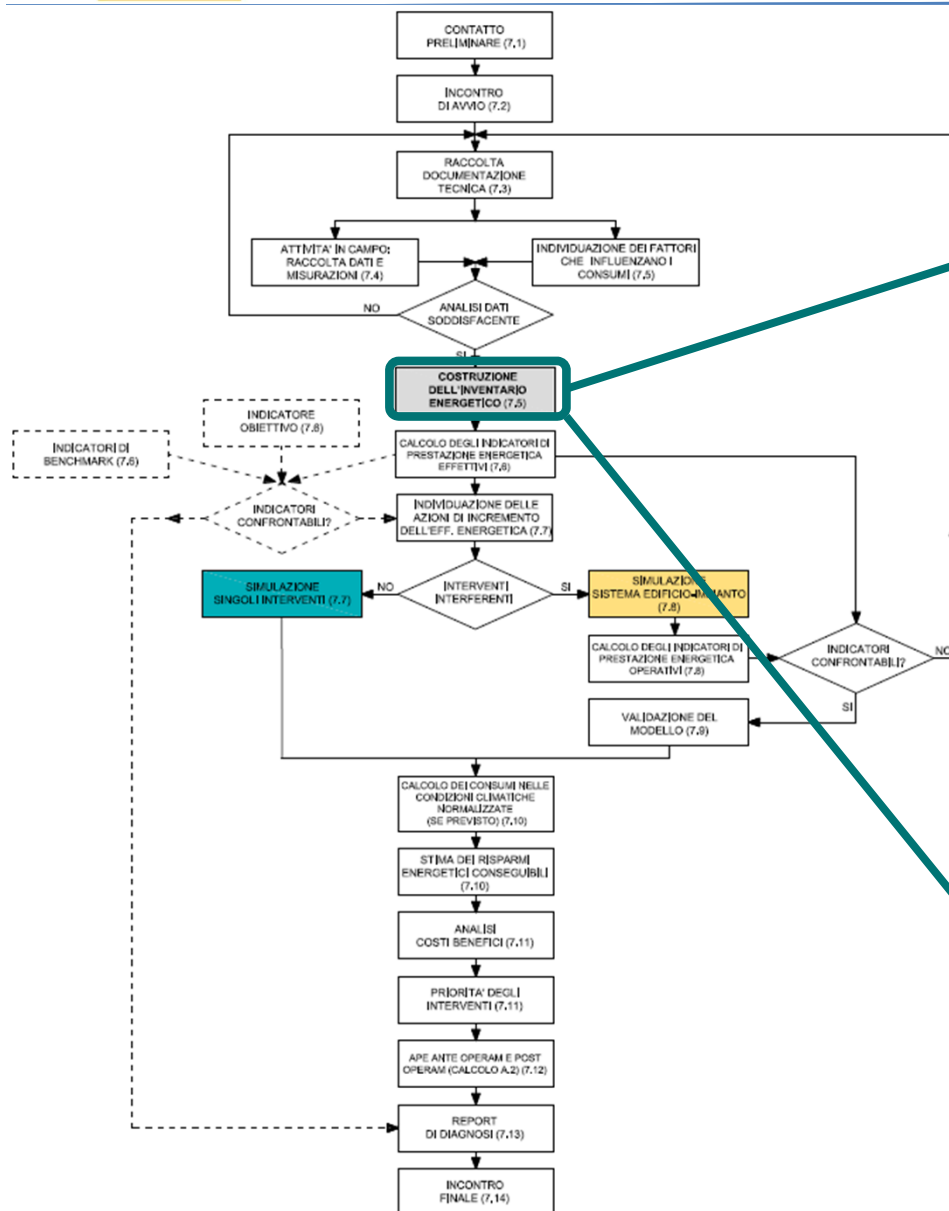 CONTATTO
PRELIMINARE (7.1)
INCONTRO
DI AVVIO (7.2)
RACCOLTA
DOCUMENTAZIONE
TECNICA (7.3)
ATTIVITA' IN CAMPO:
RACCOLTA DATI E
MISURAZIONI (7.4)
INDIVIDUAZIONE DEI FATTORI
CHE INFLUENZANO I
CONSUMI (7.5)
NO
ANALISI DATI
SODDISFACENTE
SI
COSTRUZIONE
DELL'INVENTARIO
ENERGETICO (7.5)
INDICATORE
OBIETTIVO (7.6)
INDICATORI DI
BENCHMARK (7.6)
CALCOLO DEGLI INDICATORI DI
PRESTAZIONE ENERGETICA
EFFETTIVI (7.6)
INDICATORI
CONFRONTABILI?
INDIVIDUAZIONE DELLE
AZIONI DI INCREMENTO
DELL'EFF. ENERGETICA (7.7)
SIMULAZIONE
SINGOLI INTERVENTI (7.7)
NO
INTERVENTI
INTERFERENTI
SI
SIMULAZIONE
SISTEMA EDIFICIO-IMPIANTO
(7.8)
CALCOLO DEGLI INDICATORI DI
PRESTAZIONE ENERGETICA
OPERATIVI (7.8)
INDICATORI
CONFRONTABILI?
NO
SI
VALIDAZIONE DEL
MODELLO (7.9)
CALCOLO DEI CONSUMI NELLE
CONDIZIONI CLIMATICHE
NORMALIZZATE
(SE PREVISTO) (7.10)
STIMA DEI RISPARMI
ENERGETICI CONSEGUIBILI
(7.10)
ANALISI
COSTI BENEFICI (7.11)
PRIORITA' DEGLI
INTERVENTI (7.11)
APE ANTE OPERAM E POST
OPERAM (CALCOLO A.2) (7.12)
REPORT
DI DIAGNOSI (7.13)
INCONTRO
FINALE (7.14)